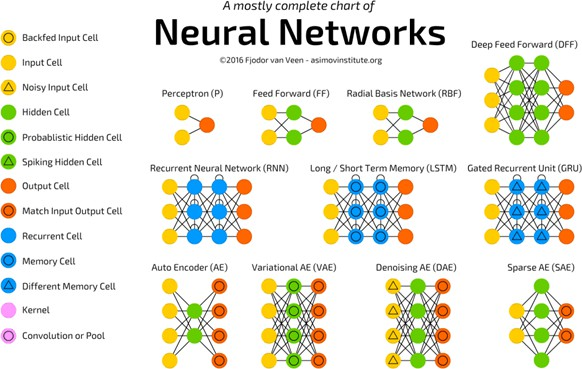 A mostly complete chart of
Neural Networks
©2016 Fjodor van Veen - asimovinstitute.org
Backfed Input Cell
Input Cell
Noisy Input Cell
Hidden Cell
Probablistic Hidden Cell
Spiking Hidden Cell
Output Cell
Match Input Output Cell
Recurrent Cell
Memory Cell
Different Memory Cell
Kernel
Convolution or Pool
Perceptron (P)
Feed Forward (FF)
Radial Basis Network (RBF)
Deep Feed Forward (DFF)
Recurrent Neural Network (RNN)
Long / Short Term Memory (LSTM)
Gated Recurrent Unit (GRU)
Auto Encoder (AE)
Variational AE (VAE)
Denoising AE (DAE)
Sparse AE (SAE)